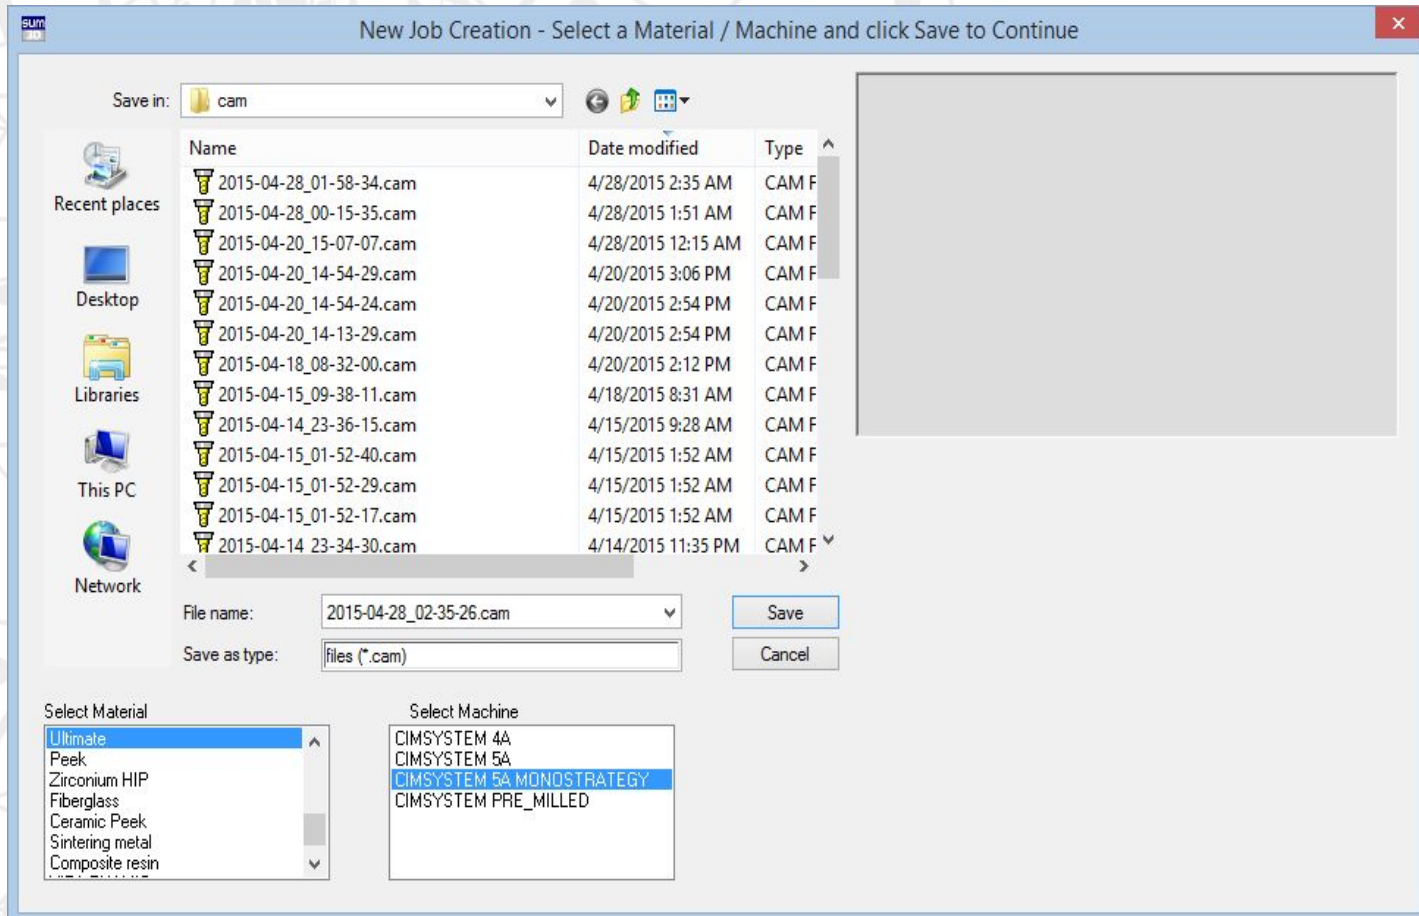 SUM
3D
New Job Creation - Select a Material / Machine and click Save to Continue
Save in: cam
Name Date modified Type
2015-04-28_01-58-34.cam 4/28/2015 2:35 AM CAM F
2015-04-28_00-15-35.cam 4/28/2015 1:51 AM CAM F
2015-04-20_15-07-07.cam 4/28/2015 12:15 AM CAM F
2015-04-20_14-54-29.cam 4/20/2015 3:06 PM CAM F
2015-04-20_14-54-24.cam 4/20/2015 2:54 PM CAM F
2015-04-20_14-13-29.cam 4/20/2015 2:54 PM CAM F
2015-04-18_08-32-00.cam 4/20/2015 2:12 PM CAM F
2015-04-15_09-38-11.cam 4/18/2015 8:31 AM CAM F
2015-04-14_23-36-15.cam 4/15/2015 9:28 AM CAM F
2015-04-15_01-52-40.cam 4/15/2015 1:52 AM CAM F
2015-04-15_01-52-29.cam 4/15/2015 1:52 AM CAM F
2015-04-15_01-52-17.cam 4/15/2015 1:52 AM CAM F
2015-04-14_23-34-30.cam 4/14/2015 11:35 PM CAM F
Recent places
Desktop
Libraries
This PC
Network
File name: 2015-04-28_02-35-26.cam Save
Save as type: files (*.cam) Cancel
Select Material
Ultimate
Peek
Zirconium HIP
Fiberglass
Ceramic Peek
Sintering metal
Composite resin
Select Machine
CIMSYSTEM 4A
CIMSYSTEM 5A
CIMSYSTEM 5A MONOSTRATEGY
CIMSYSTEM PRE_MILLED